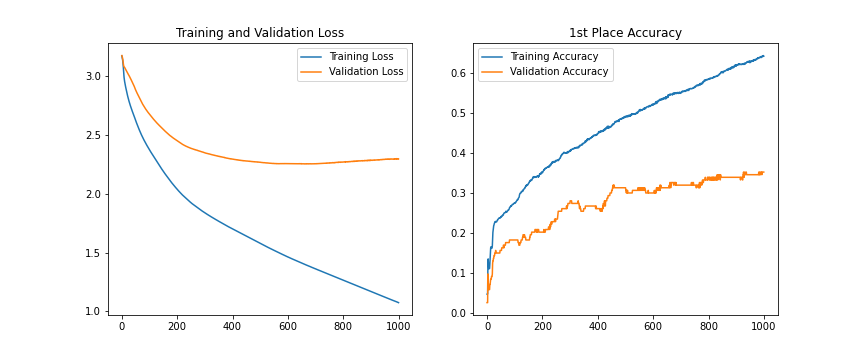 Training and Validation Loss
Training Loss
Validation Loss
3.0
2.5
2.0
1.5
1.0
0 200 400 600 800 1000
1st Place Accuracy
Training Accuracy
Validation Accuracy
0.6
0.5
0.4
0.3
0.2
0.1
0.0
0 200 400 600 800 1000